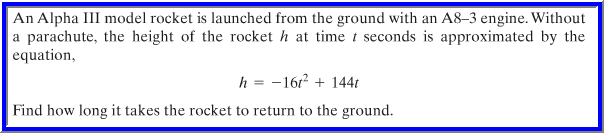 An Alpha III model rocket is launched from the ground with an A8–3 engine. Without
a parachute, the height of the rocket h at time t seconds is approximated by the
equation,
h = −16t² + 144t
Find how long it takes the rocket to return to the ground.